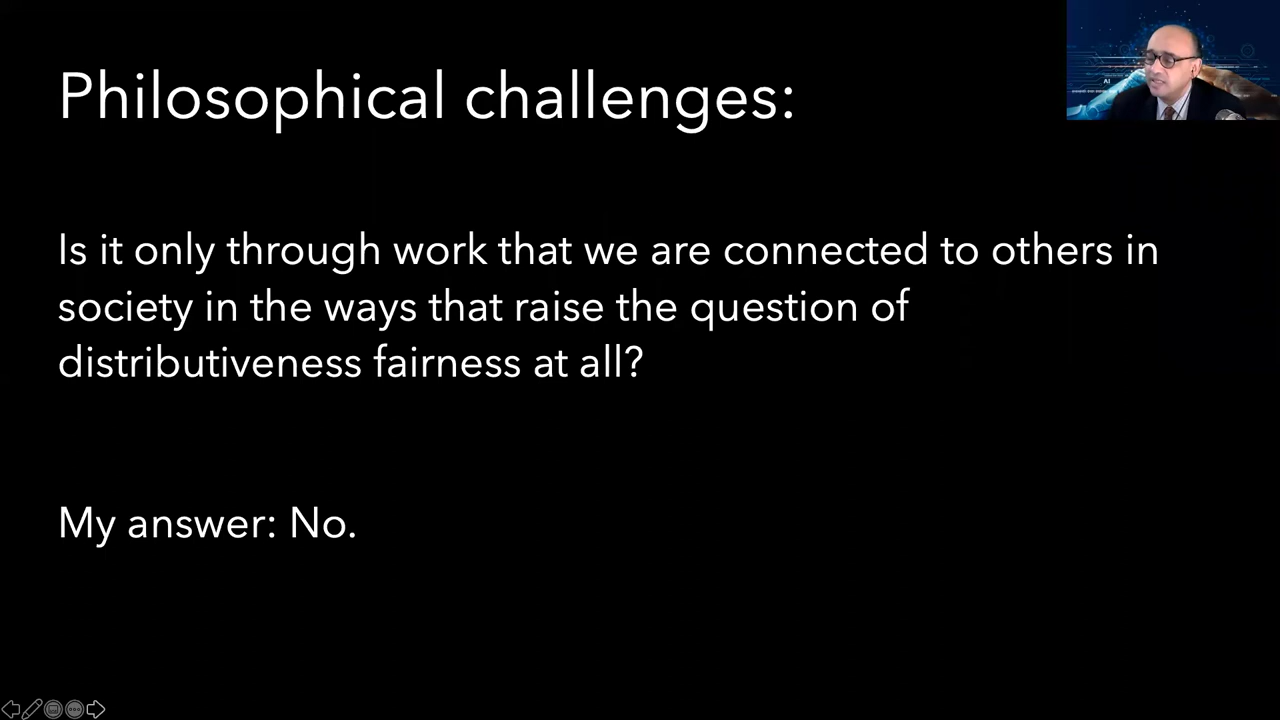 Philosophical challenges:
AI
Is it only through work that we are connected to others in
society in the ways that raise the question of
distributiveness fairness at all?
My answer: No.